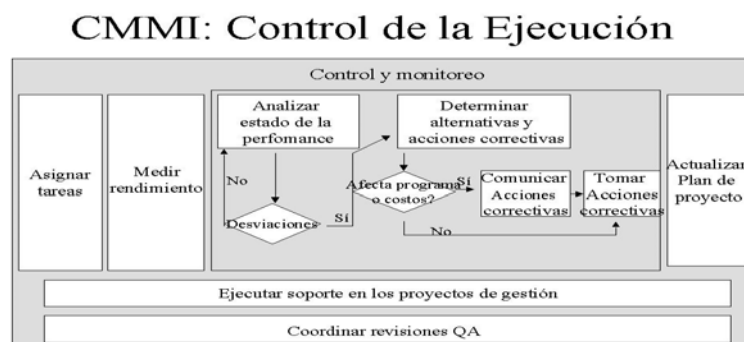 CMMI: Control de la Ejecución
Control y monitoreo
Asignar
tareas
Medir
rendimiento
Analizar
estado de la
perfomance
No
Desviaciones
Sí
Determinar
alternativas y
acciones correctivas
Afecta programa
o costos?
Sí
No
Comunicar
Acciones
correctivas
Tomar
Acciones
correctivas
Actualizar
Plan de
proyecto
Ejecutar soporte en los proyectos de gestión
Coordinar revisiones QA